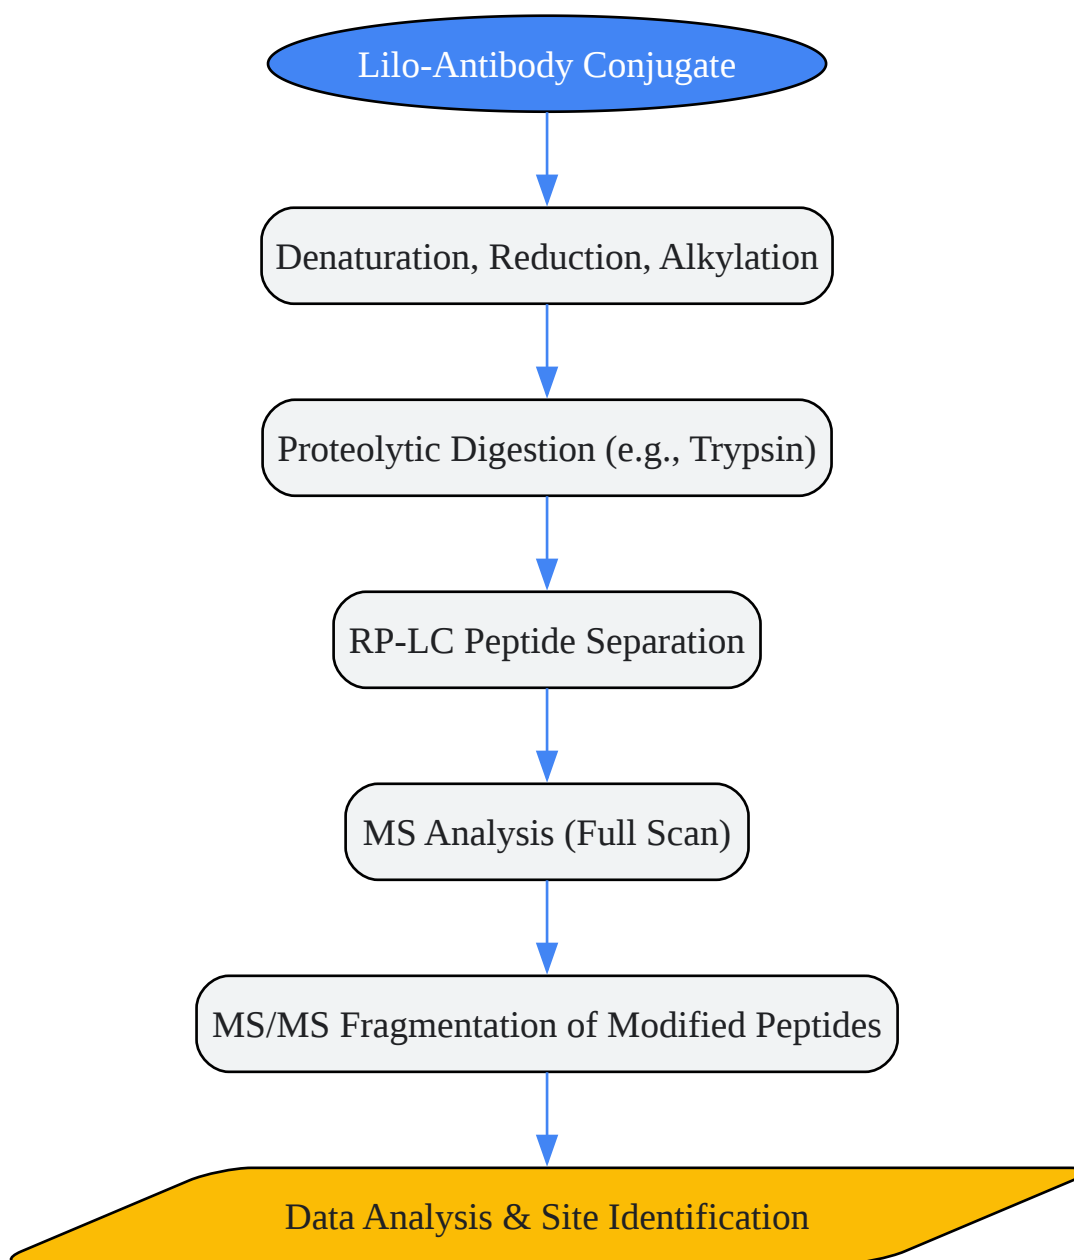 Lilo-Antibody Conjugate
Denaturation, Reduction, Alkylation
Proteolytic Digestion (e.g., Trypsin)
RP-LC Peptide Separation
MS Analysis (Full Scan)
MS/MS Fragmentation of Modified Peptides
Data Analysis & Site Identification